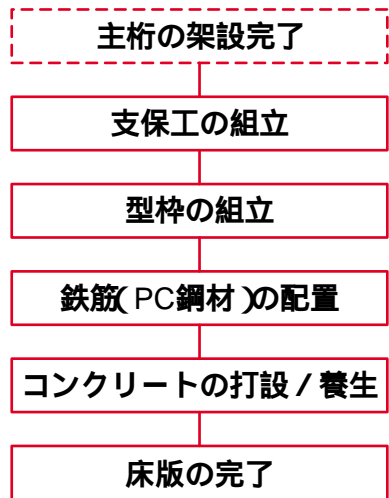 主桁の架設完了
支保工の組立
型枠の組立
鉄筋(PC鋼材)の配置
コンクリートの打設/養生
床版の完了